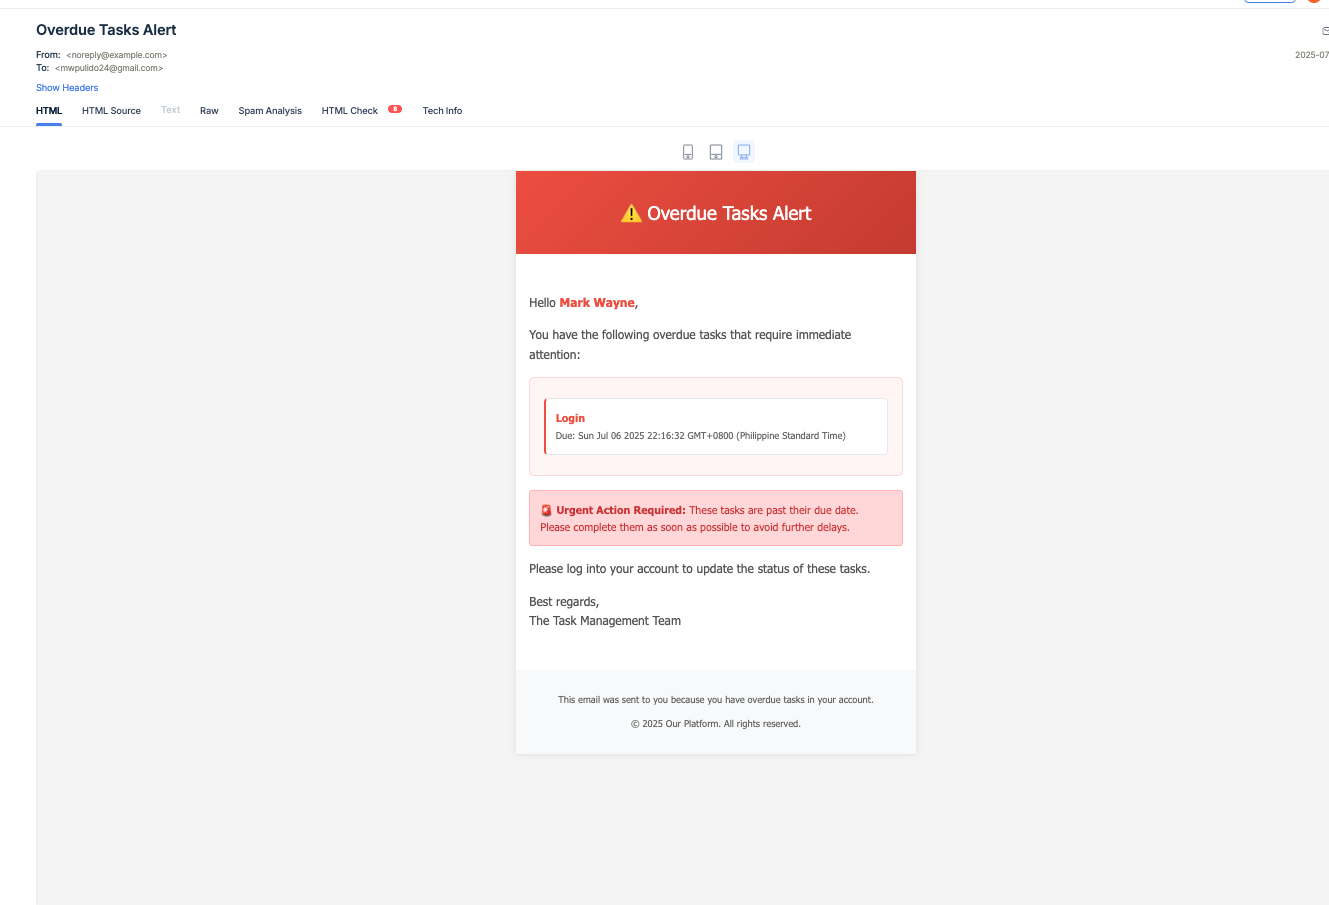 Overdue Tasks Alert
From: <noreply@example.com>
2025-07
To: <mwpulido24@gmail.com>
Show Headers
HTML HTML Source Text Raw Spam Analysis HTML Check 8 Tech Info
⚠️ Overdue Tasks Alert
Hello Mark Wayne,
You have the following overdue tasks that require immediate
attention:
Login
Due: Sun Jul 06 2025 22:16:32 GMT+0800 (Philippine Standard Time)
🚨 Urgent Action Required: These tasks are past their due date.
Please complete them as soon as possible to avoid further delays.
Please log into your account to update the status of these tasks.
Best regards,
The Task Management Team
This email was sent to you because you have overdue tasks in your account.
© 2025 Our Platform. All rights reserved.